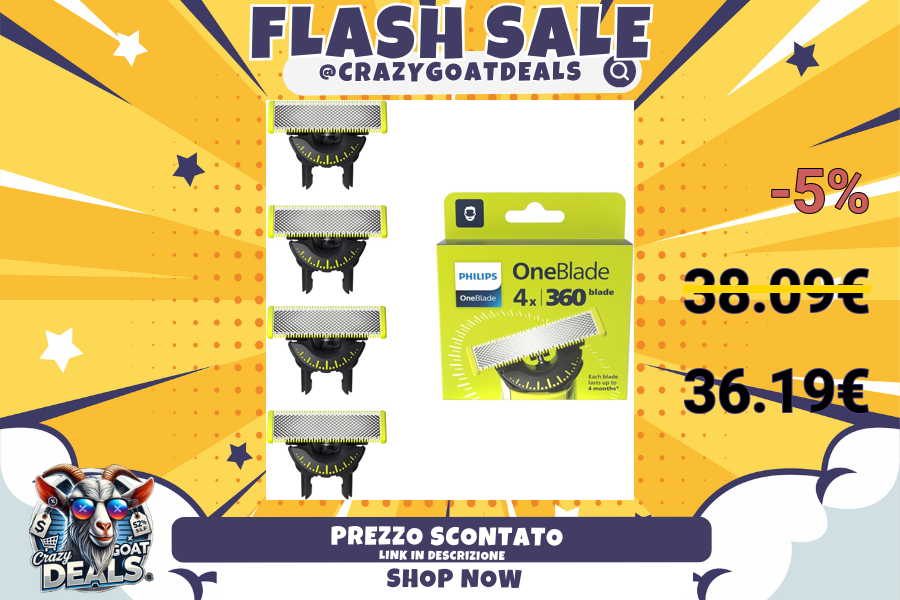 FLASH SALE
@CRAZYGOATDEALS
-5%
38.09€
36.19€
PHILIPS
OneBlade
OneBlade
4x 360 blade
Each blade
lasts up to
4 months*
$
52%
Crazy
GOAT
DEALS
PREZZO SCONTATO
LINK IN DESCRIZIONE
SHOP NOW